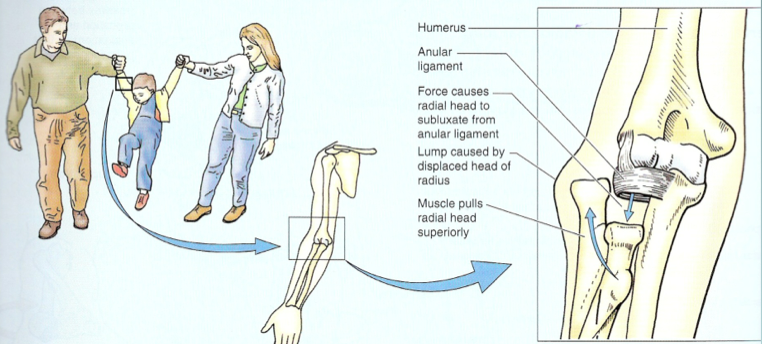 Humerus
Anular
ligament
Force causes
radial head to
subluxate from
anular ligament
Lump caused by
displaced head of
radius
Muscle pulls
radial head
superiorly